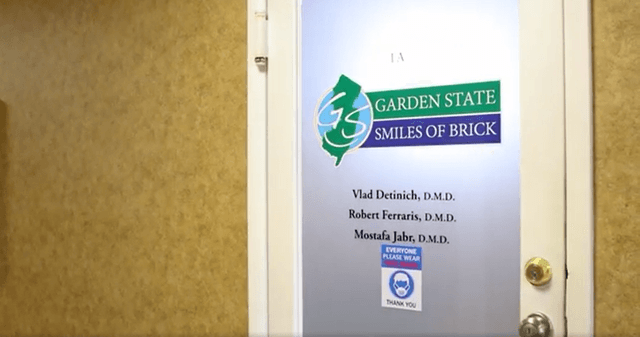 1A
GS
GARDEN STATE
SMILES OF BRICK
Vlad Detinich, D.M.D.
Robert Ferraris, D.M.D.
Mostafa Jabr, D.M.D.
EVERYONE
PLEASE WEAR
THANK YOU